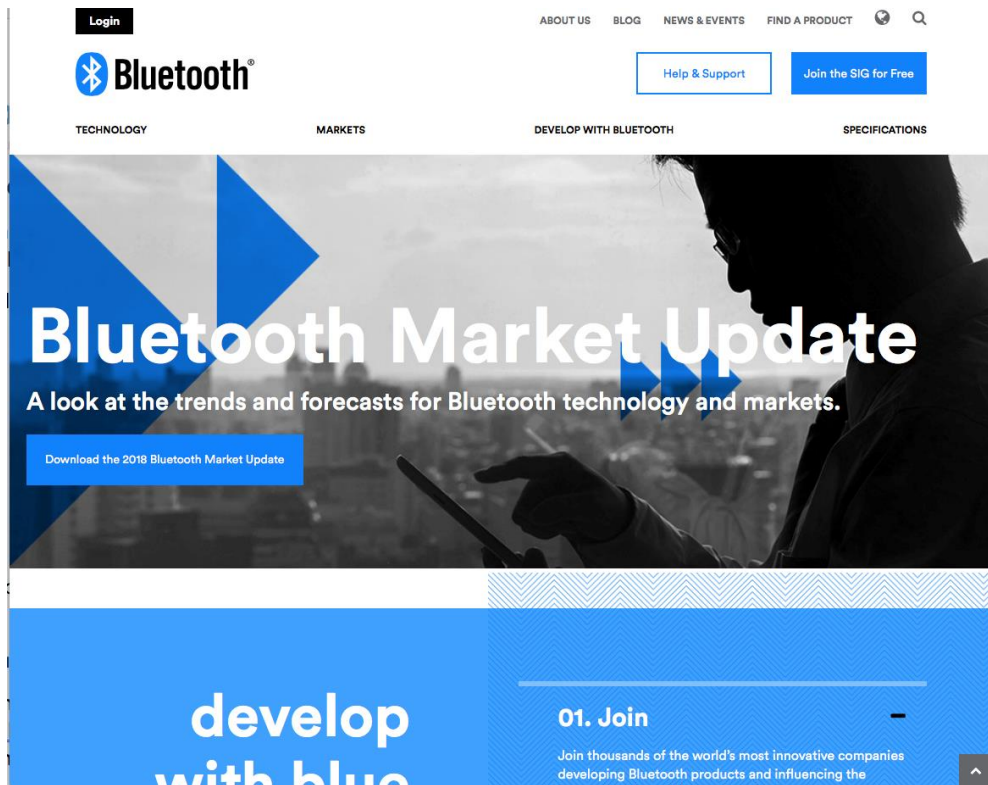 Login
ABOUT US BLOG NEWS & EVENTS FIND A PRODUCT
Bluetooth®
Help & Support
Join the SIG for Free
TECHNOLOGY MARKETS DEVELOP WITH BLUETOOTH SPECIFICATIONS
Bluetooth Market Update
A look at the trends and forecasts for Bluetooth technology and markets.
Download the 2018 Bluetooth Market Update
develop
with blue
01. Join
Join thousands of the world's most innovative companies
developing Bluetooth products and influencing the